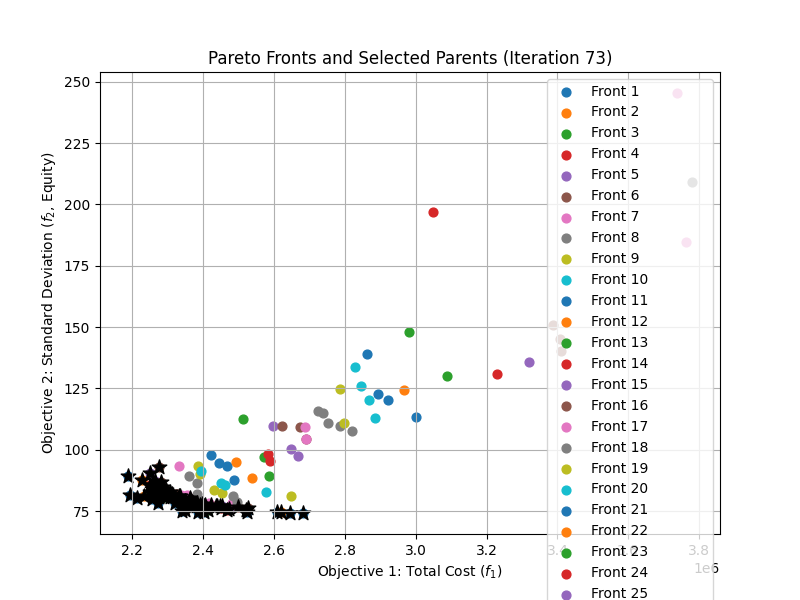 Pareto Fronts and Selected Parents (Iteration 73)
Objective 2: Standard Deviation (f2, Equity)
250
225
200
175
150
125
100
75
Front 1
Front 2
Front 3
Front 4
Front 5
Front 6
Front 7
Front 8
Front 9
Front 10
Front 11
Front 12
Front 13
Front 14
Front 15
Front 16
Front 17
Front 18
Front 19
Front 20
Front 21
Front 22
Front 23
Front 24
Front 25
2.2 2.4 2.6 2.8 3.0 3.2 3.4 3.6 3.8
1e6
Objective 1: Total Cost (f1)